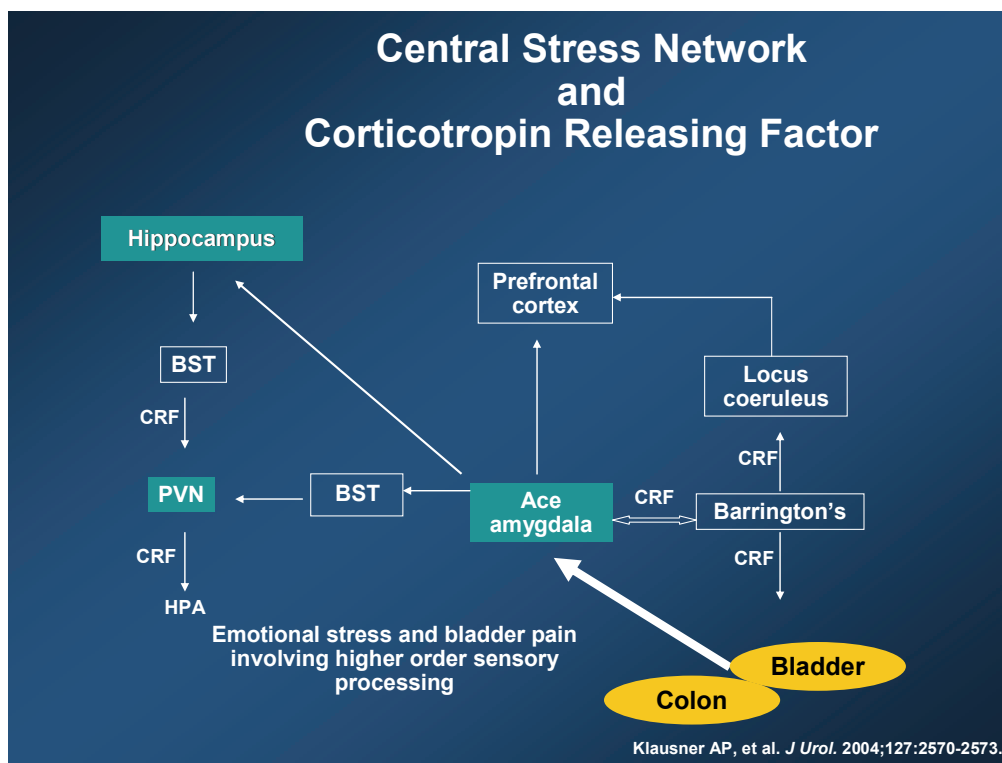 Central Stress Network
and
Corticotropin Releasing Factor
Hippocampus
Prefrontal
cortex
BST
Locus
coeruleus
CRF
CRF
PVN
BST
Ace
amygdala
CRF
Barrington's
CRF
CRF
HPA
Emotional stress and bladder pain
involving higher order sensory
processing
Bladder
Colon
Klausner AP, et al. J Urol. 2004;127:2570-2573.